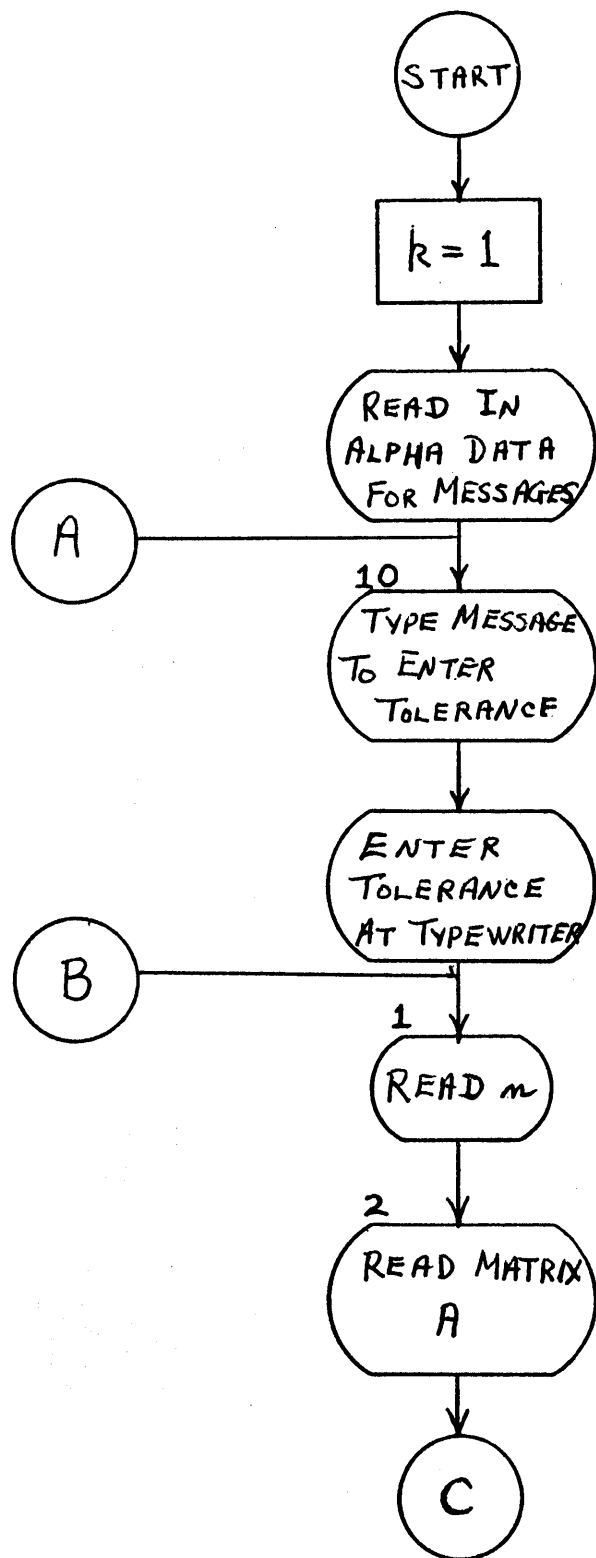 START
k = 1
READ IN
ALPHA DATA
FOR MESSAGES
A
10
TYPE MESSAGE
TO ENTER
TOLERANCE
ENTER
TOLERANCE
AT TYPEWRITER
B
1
READ n
2
READ MATRIX
A
C